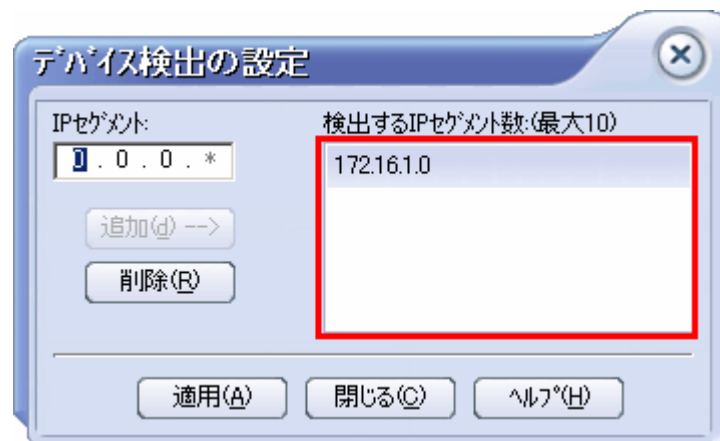 ﾃﾞﾊﾞｲｽ検出の設定
IPｾｸﾞﾒﾝﾄ:
検出するIPｾｸﾞﾒﾝﾄ数:(最大10)
0 . 0 . 0 . *
172.16.1.0
追加(d) -->
削除(R)
適用(A)
閉じる(C)
ﾍﾙﾌﾟ(H)